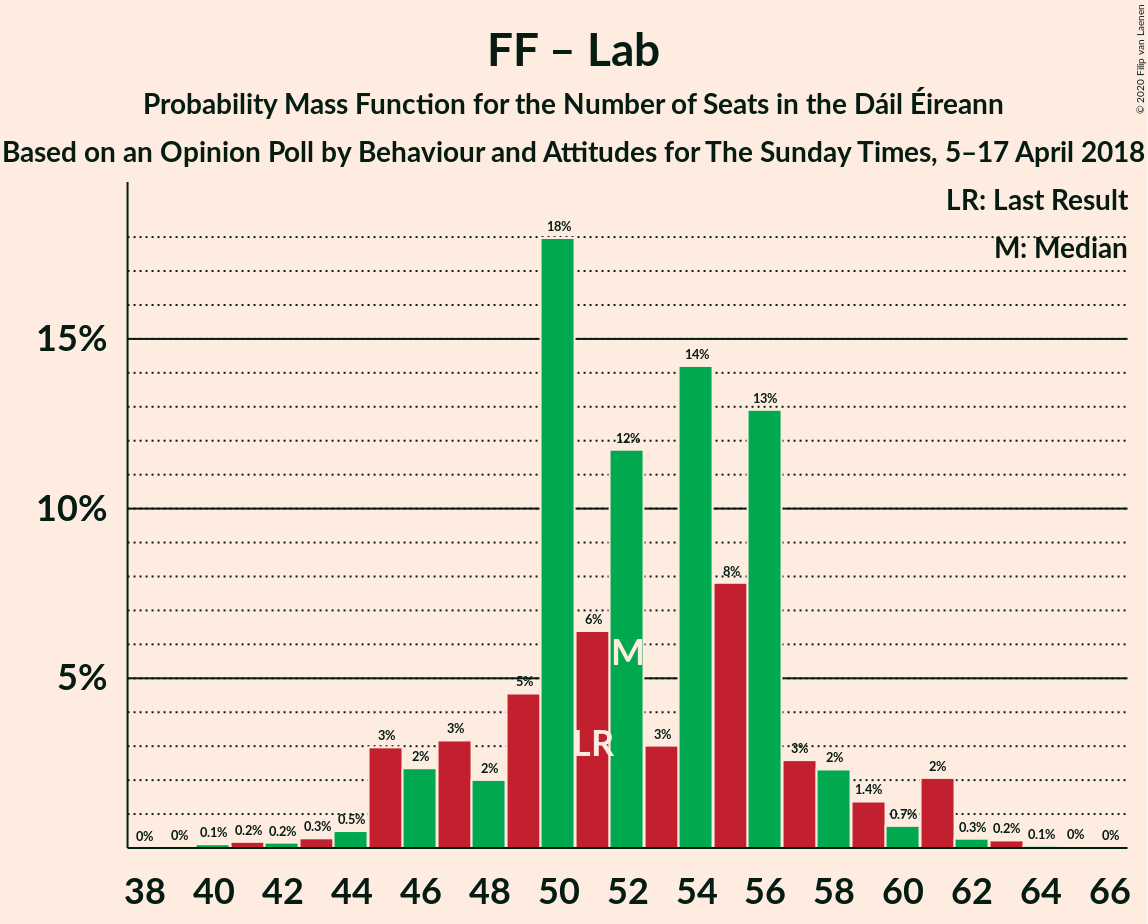 FF – Lab
Probability Mass Function for the Number of Seats in the Dáil Éireann
Based on an Opinion Poll by Behaviour and Attitudes for The Sunday Times, 5–17 April 2018
© 2020 Filip van Laenen
LR: Last Result
M: Median
15%
10%
5%
0% 0% 0.1% 0.2% 0.2% 0.3% 0.5% 3% 2% 3% 2% 5% 18% 6% 12% 3% 14% 8% 13% 3% 2% 1.4% 0.7% 2% 0.3% 0.2% 0.1% 0% 0%
M
LR
38 40 42 44 46 48 50 52 54 56 58 60 62 64 66